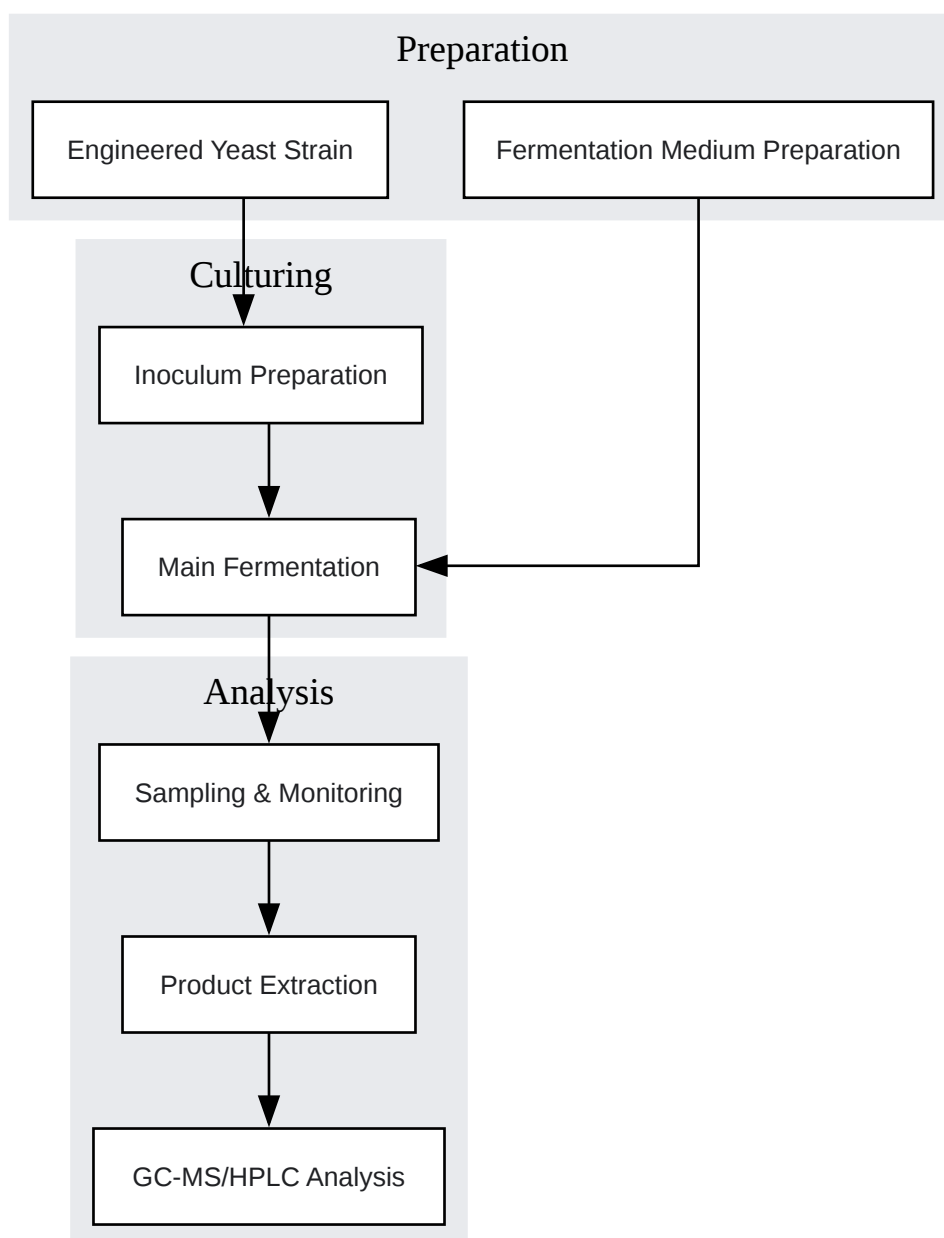 Preparation
Engineered Yeast Strain
Fermentation Medium Preparation
Culturing
Inoculum Preparation
Main Fermentation
Analysis
Sampling & Monitoring
Product Extraction
GC-MS/HPLC Analysis